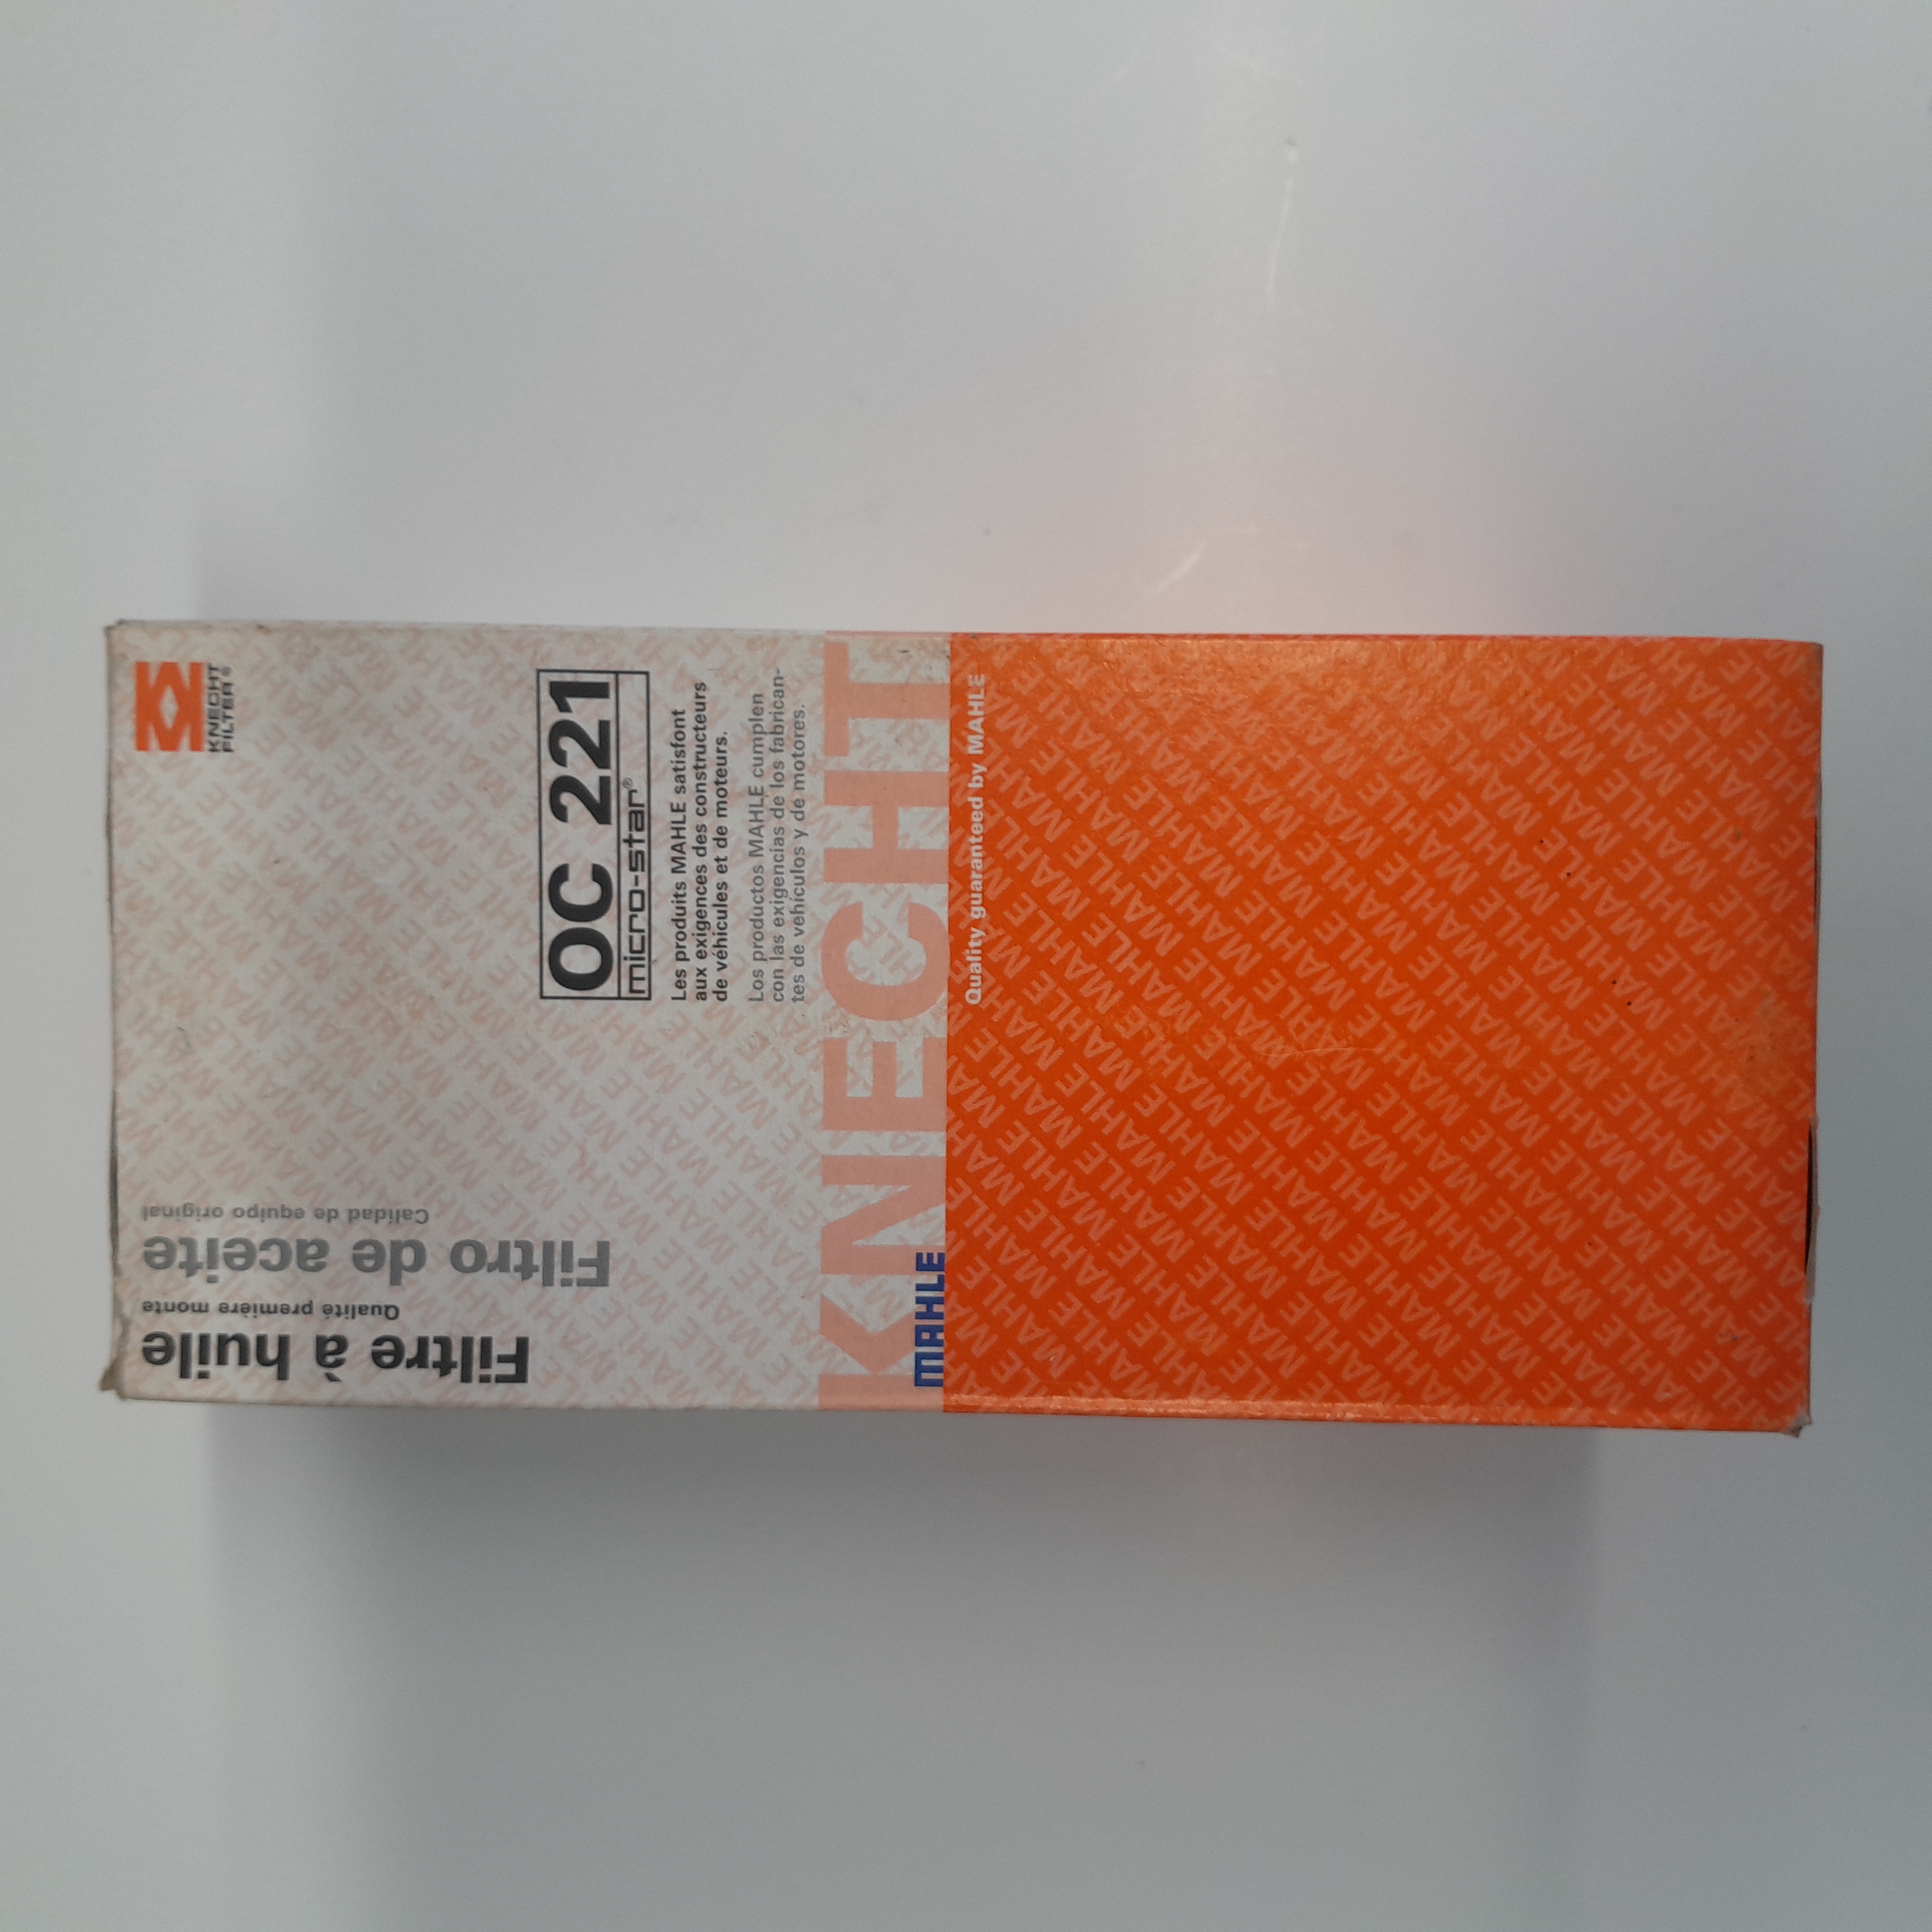 KNECHT
FILTER®
OC 221
micro-star®
Les produits MAHLE satisfont
aux exigences des constructeurs
de véhicules et de moteurs.
Los productos MAHLE cumplen
con las exigencias de los fabrican-
tes de vehículos y de motores.
KNECHT
MAHLE
Quality guaranteed by MAHLE
Filtre à huile
Qualité première monte
Filtro de aceite
Calidad de equipo original